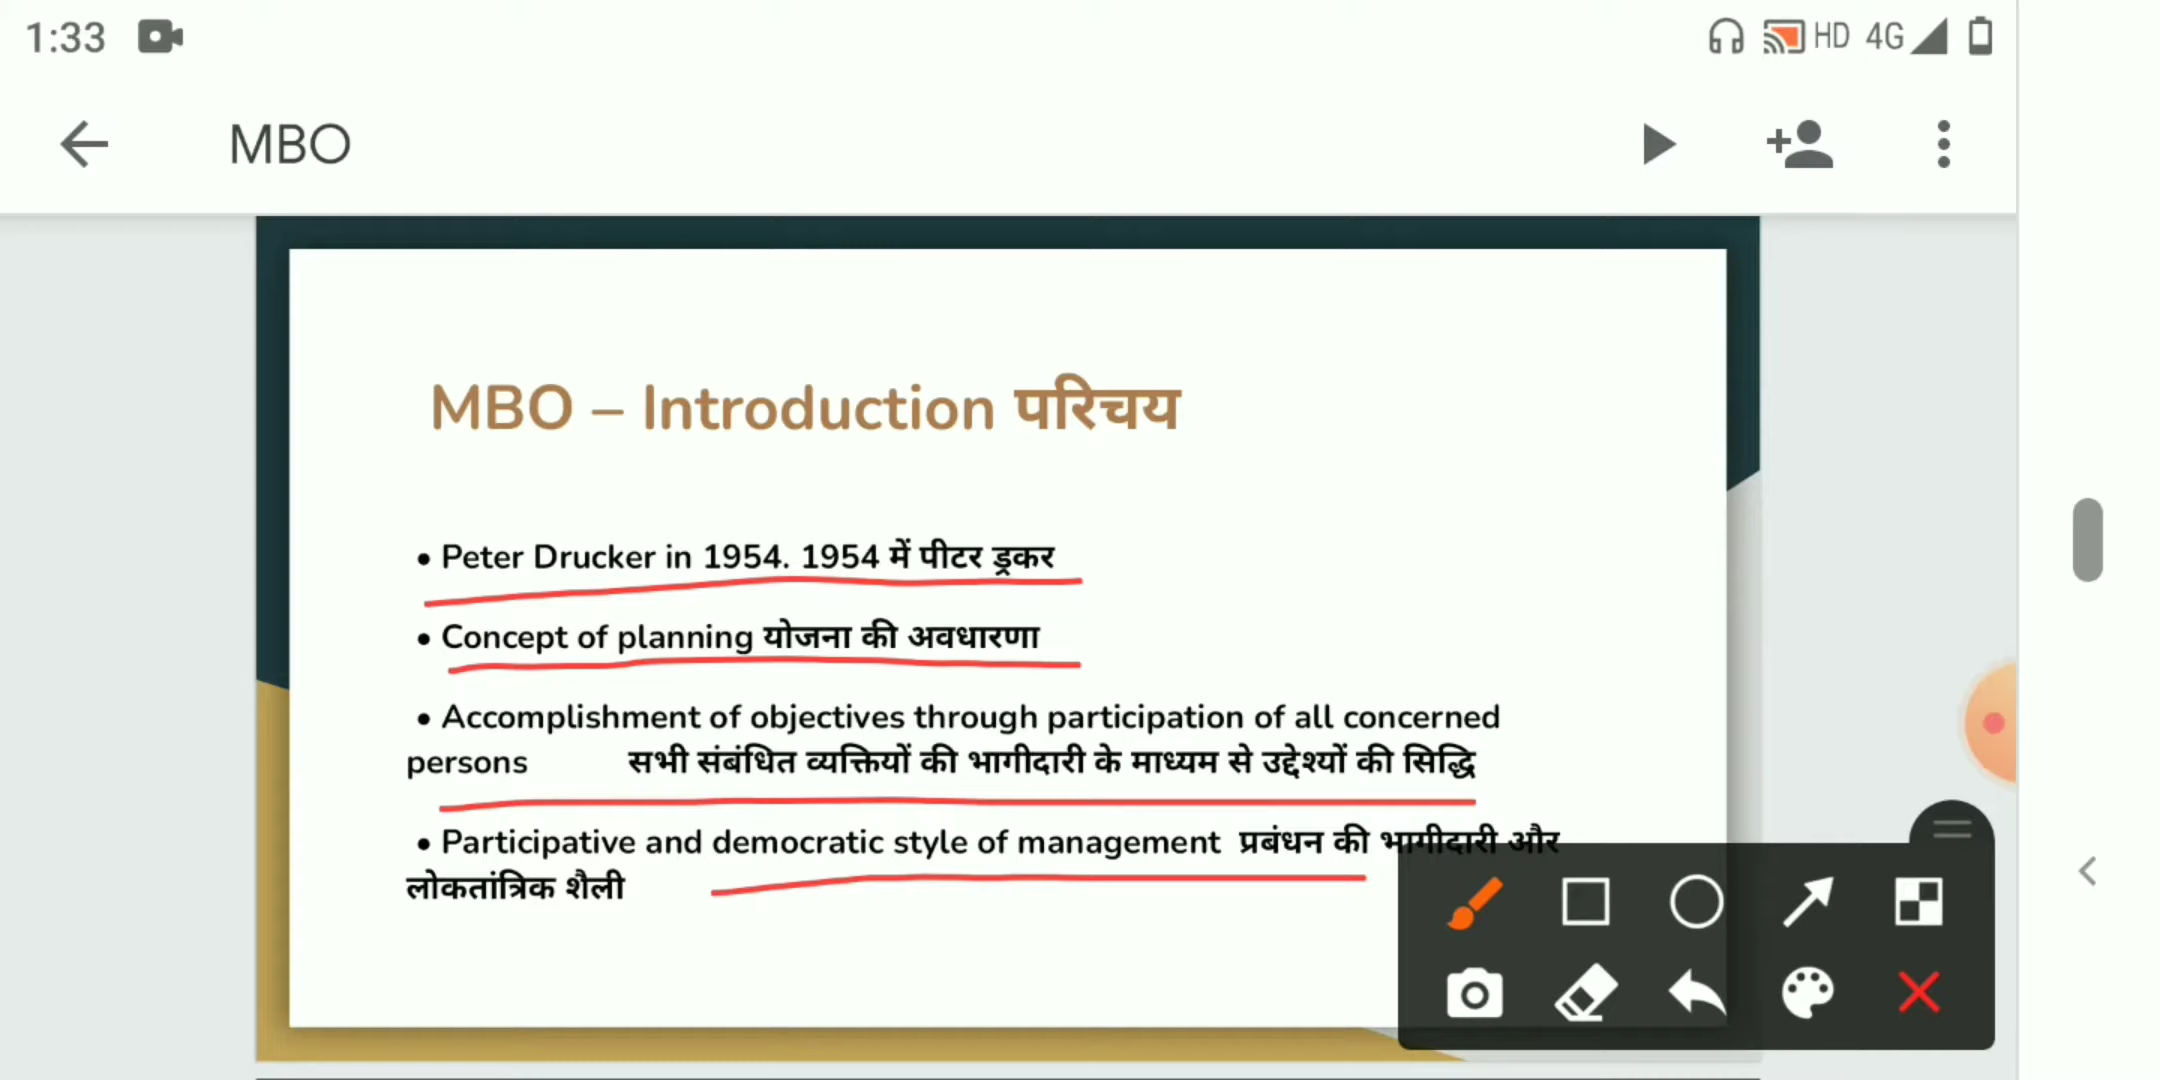 1:33 HD 4G
MBO
MBO – Introduction परिचय
• Peter Drucker in 1954. 1954 में पीटर ड्रकर
• Concept of planning योजना की अवधारणा
• Accomplishment of objectives through participation of all concerned
persons सभी संबंधित व्यक्तियों की भागीदारी के माध्यम से उद्देश्यों की सिद्धि
• Participative and democratic style of management प्रबंधन की भागीदारी और
लोकतांत्रिक शैली